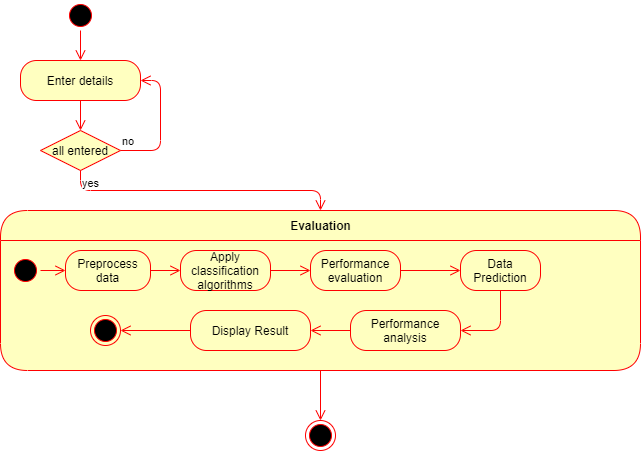 Enter details
no
all entered
yes
Evaluation
Preprocess
data
Apply
classification
algorithms
Performance
evaluation
Data
Prediction
Display Result
Performance
analysis